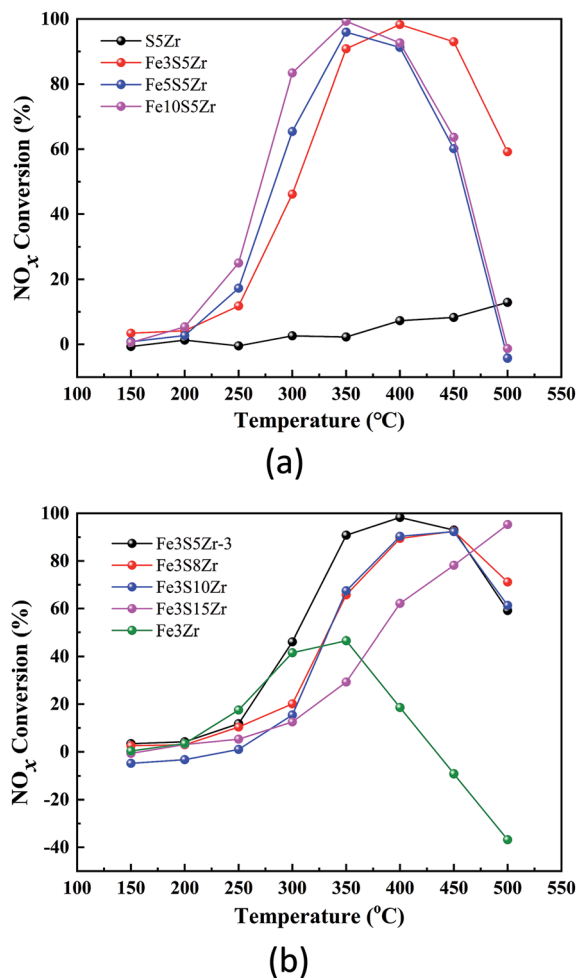 100
80
60
40
20
0
NOx Conversion (%)
S5Zr
Fe3S5Zr
Fe5S5Zr
Fe10S5Zr
100 150 200 250 300 350 400 450 500 550
Temperature (℃)
(a)
100
80
60
40
20
0
-20
-40
NOx Conversion (%)
Fe3S5Zr-3
Fe3S8Zr
Fe3S10Zr
Fe3S15Zr
Fe3Zr
100 150 200 250 300 350 400 450 500 550
Temperature (°C)
(b)